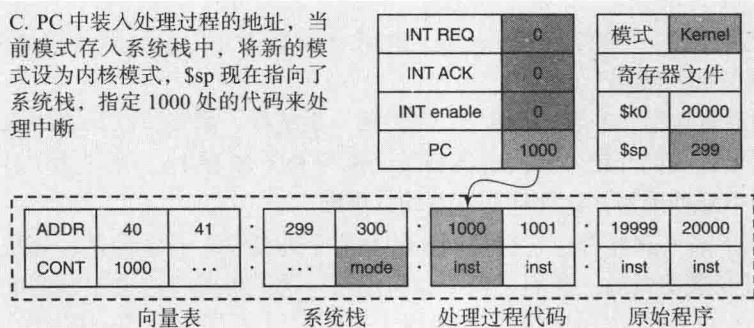 C. PC 中装入处理过程的地址，当
前模式存入系统栈中，将新的模
式设为内核模式，$sp 现在指向了
系统栈，指定 1000 处的代码来处
理中断
INT REQ 0
INT ACK 0
INT enable 0
PC 1000
模式 Kernel
寄存器文件
$k0 20000
$sp 299
ADDR 40 41 299 300 1000 1001 19999 20000
CONT 1000 ... ... mode inst inst inst inst
向量表 系统栈 处理过程代码 原始程序